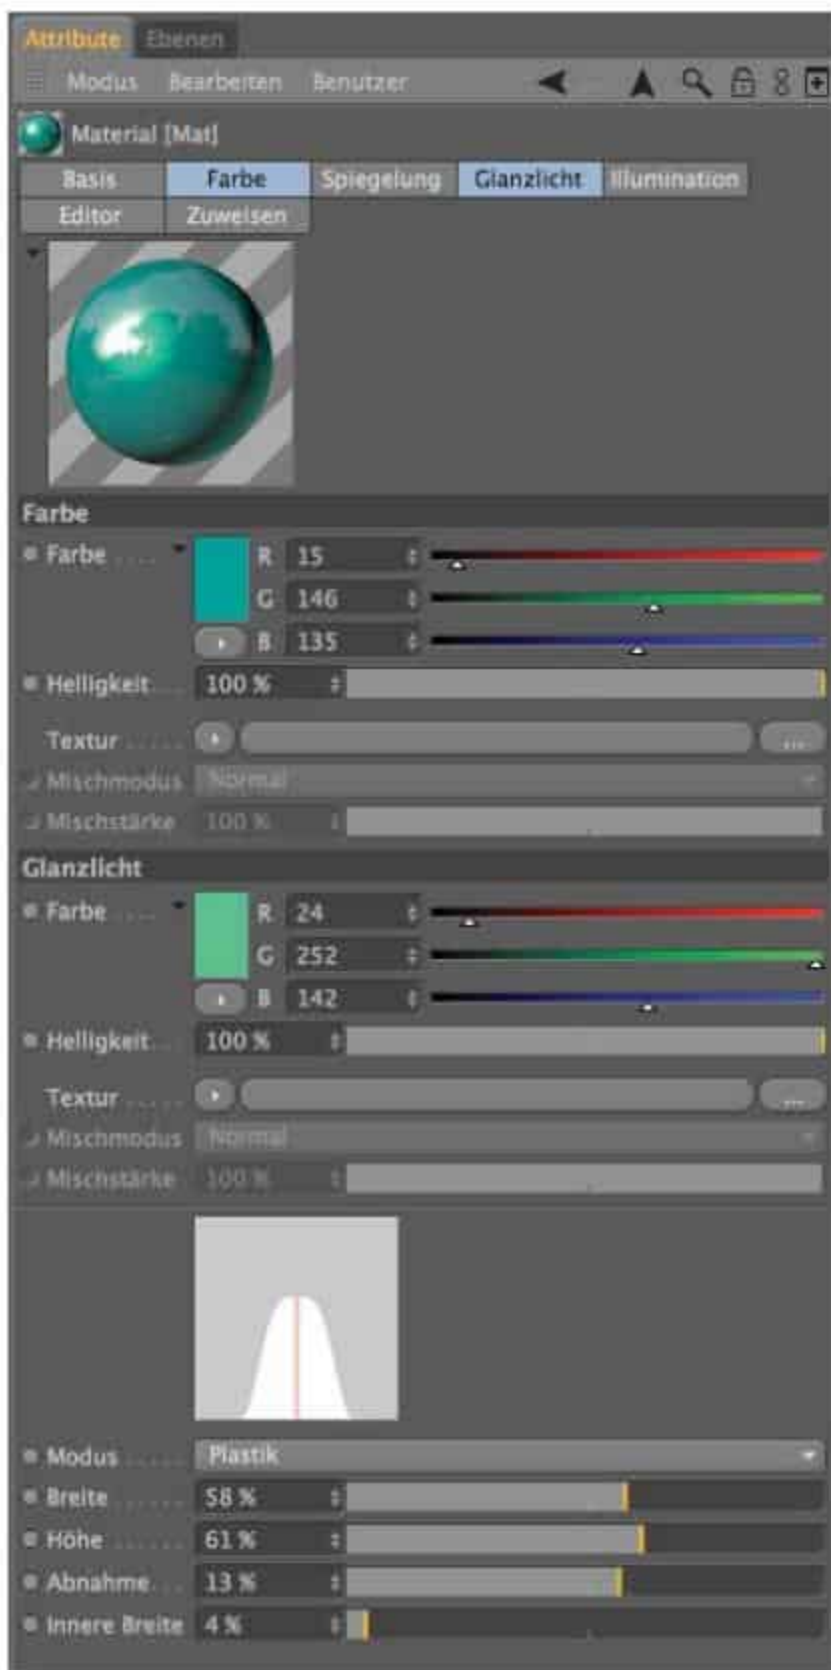 Attribute Ebenen
Modus Bearbeiten Benutzer
Material [Mat]
Basis Farbe Spiegelung Glanzlicht Illumination
Editor Zuweisen
Farbe
Farbe .... R 15
G 146
B 135
Helligkeit... 100 %
Textur ..... ...
Mischmodus Normal
Mischstärke 100 %
Glanzlicht
Farbe .... R 24
G 252
B 142
Helligkeit... 100 %
Textur ..... ...
Mischmodus Normal
Mischstärke 100 %
Modus ..... Plastik
Breite ...... 58 %
Höhe ...... 61 %
Abnahme... 13 %
Innere Breite 4 %